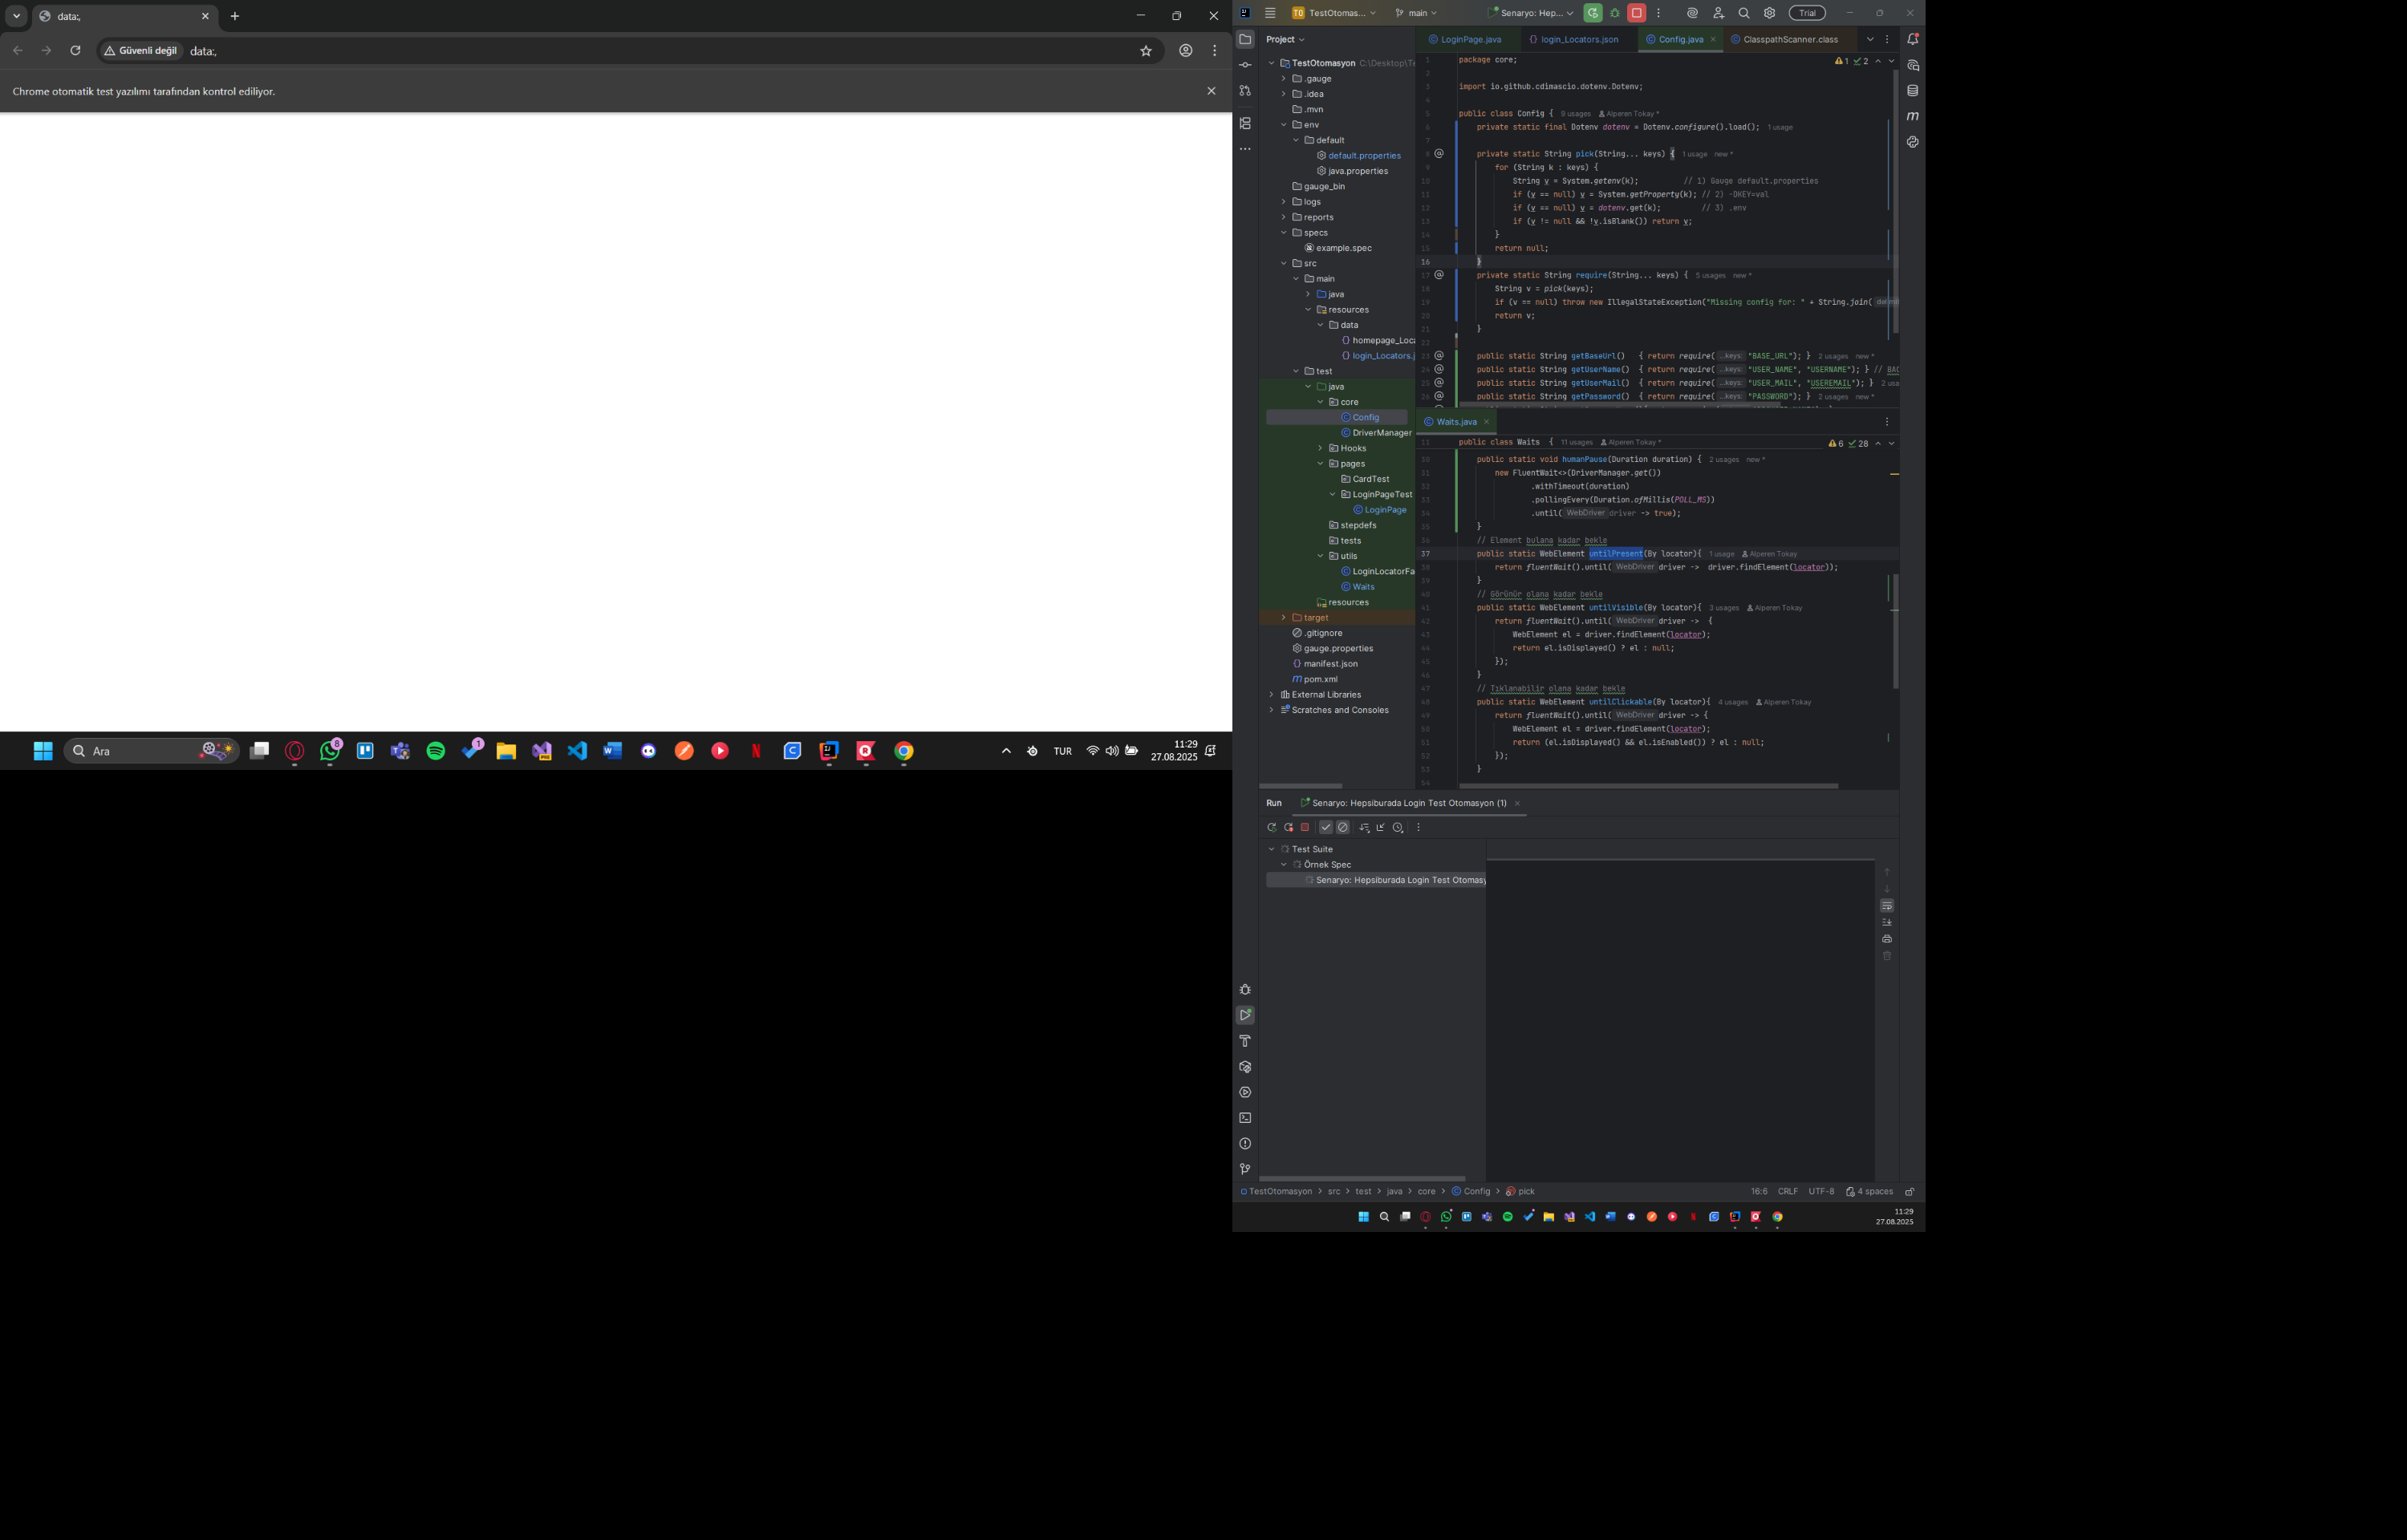 data:,
Güvenli değil
data:,
Chrome otomatik test yazılımı tarafından kontrol ediliyor.
Ara
8
1
TUR
11:29
27.08.2025
TO TestOtomas...
main
Senaryo: Hep...
Trial
Project
TestOtomasyon C:\Desktop\Te
.gauge
.idea
.mvn
env
default
default.properties
java.properties
gauge_bin
logs
reports
specs
example.spec
src
main
java
resources
data
homepage_Loca
login_Locators.j
test
java
core
Config
DriverManager
Hooks
pages
CardTest
LoginPageTest
LoginPage
stepdefs
tests
utils
LoginLocatorFa
Waits
resources
target
.gitignore
gauge.properties
manifest.json
pom.xml
External Libraries
Scratches and Consoles
LoginPage.java
login_Locators.json
Config.java
ClasspathScanner.class
1 2
1 package core;
2
3 import io.github.cdimascio.dotenv.Dotenv;
4
5 public class Config { 9 usages Alperen Tokay *
6 private static final Dotenv dotenv = Dotenv.configure().load(); 1 usage
7
8 private static String pick(String... keys) { 1 usage new *
9 for (String k : keys) {
10 String v = System.getenv(k); // 1) Gauge default.properties
11 if (v == null) v = System.getProperty(k); // 2) -DKEY=val
12 if (v == null) v = dotenv.get(k); // 3) .env
13 if (v != null && !v.isBlank()) return v;
14 }
15 return null;
16 }
17 private static String require(String... keys) { 5 usages new *
18 String v = pick(keys);
19 if (v == null) throw new IllegalStateException("Missing config for: " + String.join(
20 return v;
21 }
22
23 public static String getBaseUrl() { return require( ...keys: "BASE_URL"); } 2 usages new *
24 public static String getUserName() { return require( ...keys: "USER_NAME", "USERNAME"); } // BAC
25 public static String getUserMail() { return require( ...keys: "USER_MAIL", "USEREMAIL"); } 2 usa
26 public static String getPassword() { return require( ...keys: "PASSWORD"); } 2 usages new *
Waits.java
6 28
11 public class Waits { 11 usages Alperen Tokay *
30 public static void humanPause(Duration duration) { 2 usages new *
31 new FluentWait<>(DriverManager.get())
32 .withTimeout(duration)
33 .pollingEvery(Duration.ofMillis(POLL_MS))
34 .until( WebDriver driver -> true);
35 }
36 // Element bulana kadar bekle
37 public static WebElement untilPresent(By locator){ 1 usage Alperen Tokay
38 return fluentWait().until( WebDriver driver -> driver.findElement(locator));
39 }
40 // Görünür olana kadar bekle
41 public static WebElement untilVisible(By locator){ 3 usages Alperen Tokay
42 return fluentWait().until( WebDriver driver -> {
43 WebElement el = driver.findElement(locator);
44 return el.isDisplayed() ? el : null;
45 });
46 }
47 // Tıklanabilir olana kadar bekle
48 public static WebElement untilClickable(By locator){ 4 usages Alperen Tokay
49 return fluentWait().until( WebDriver driver -> {
50 WebElement el = driver.findElement(locator);
51 return (el.isDisplayed() && el.isEnabled()) ? el : null;
52 });
53 }
54
Run
Senaryo: Hepsiburada Login Test Otomasyon (1)
Test Suite
Örnek Spec
Senaryo: Hepsiburada Login Test Otomasy
TestOtomasyon > src > test > java > core > Config > pick
16:6 CRLF UTF-8 4 spaces
11:29
27.08.2025